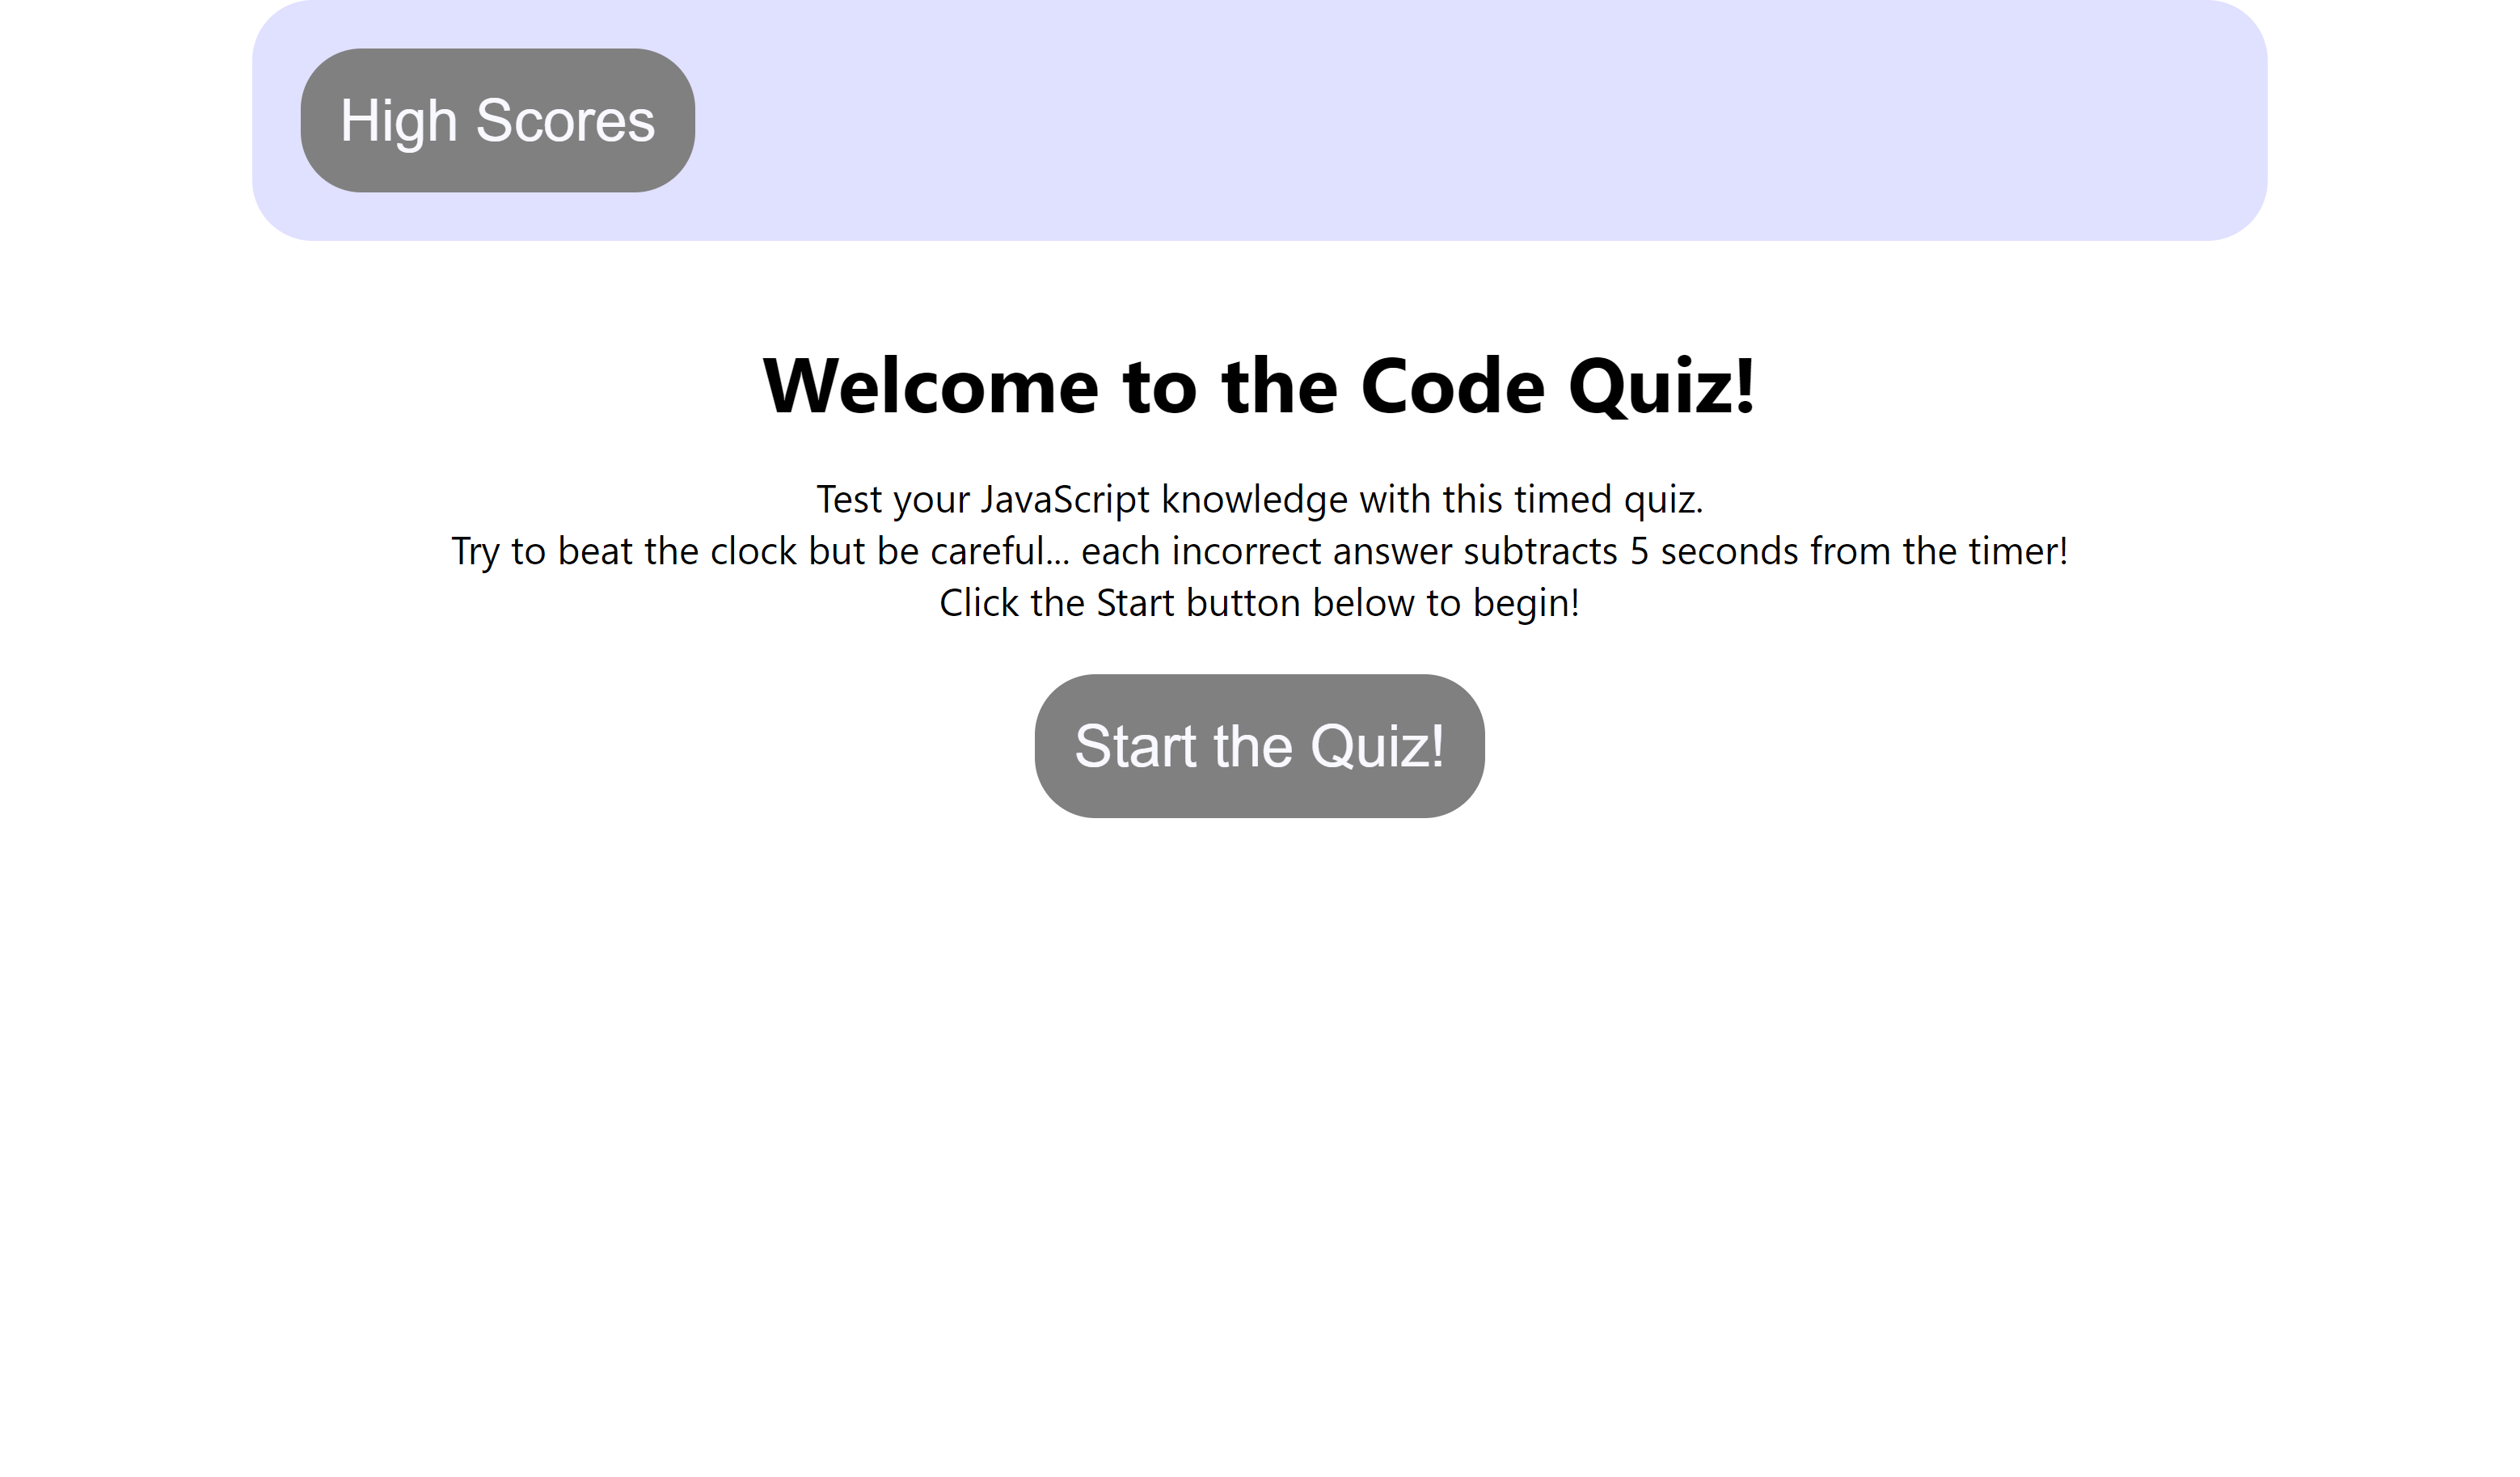 High Scores
Welcome to the Code Quiz!
Test your JavaScript knowledge with this timed quiz.
Try to beat the clock but be careful... each incorrect answer subtracts 5 seconds from the timer!
Click the Start button below to begin!
Start the Quiz!